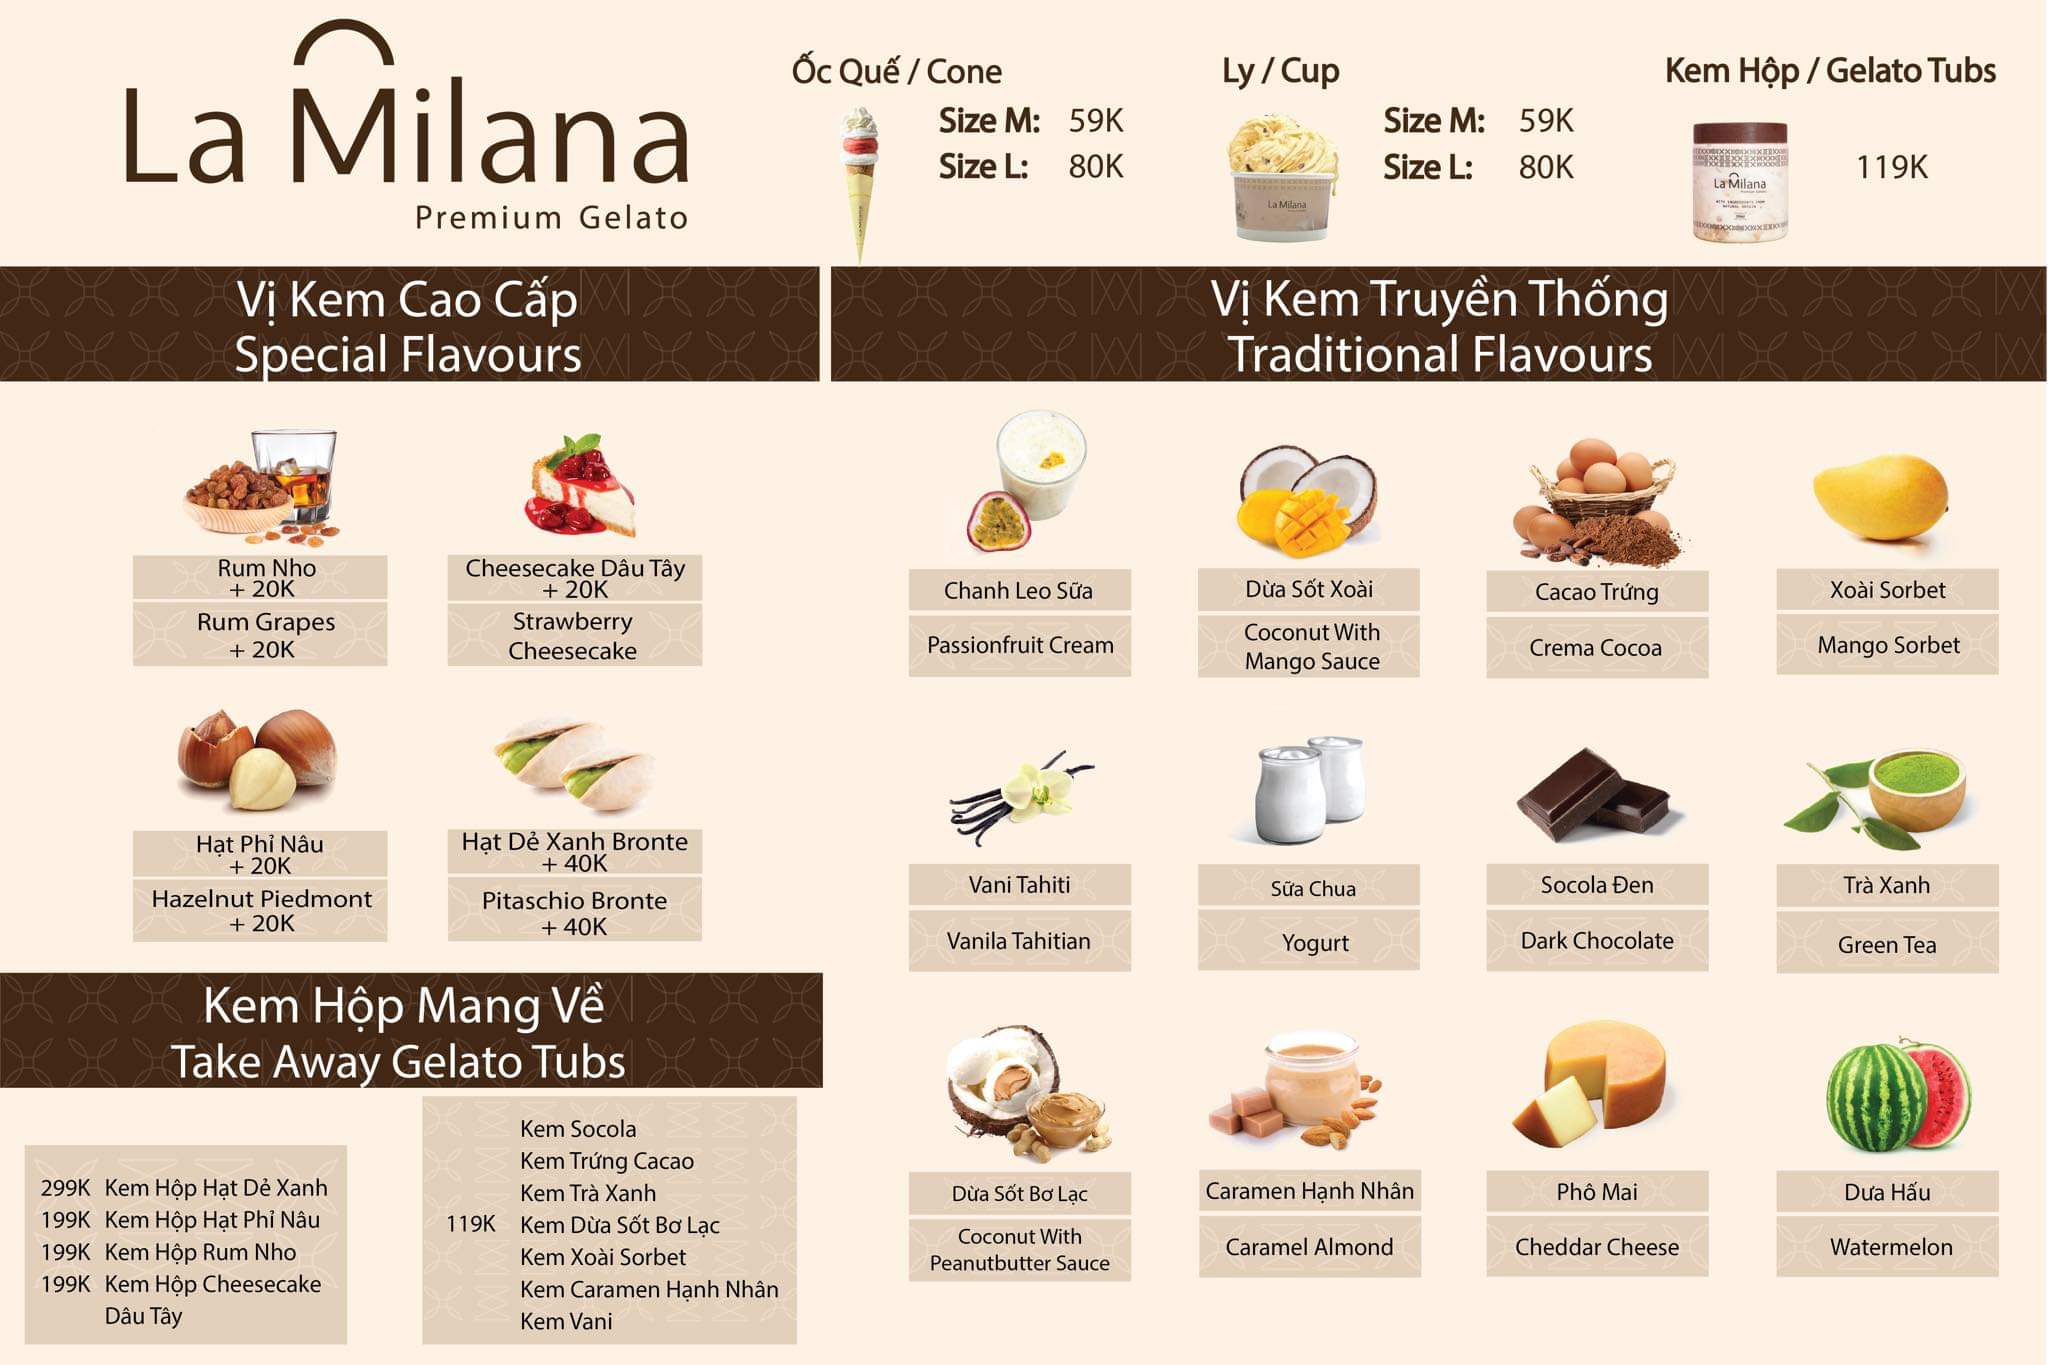 La Milana
Premium Gelato
Ốc Quế / Cone
Size M: 59K
Size L: 80K
Ly / Cup
Size M: 59K
Size L: 80K
La Milana
Kem Hộp / Gelato Tubs
119K
La Milana
WITH INGREDIENTS FROM
NATURAL ORIGIN
Vị Kem Cao Cấp
Special Flavours
Rum Nho
+ 20K
Rum Grapes
+ 20K
Cheesecake Dâu Tây
+ 20K
Strawberry
Cheesecake
Hạt Phỉ Nâu
+ 20K
Hazelnut Piedmont
+ 20K
Hạt Dẻ Xanh Bronte
+ 40K
Pitaschio Bronte
+ 40K
Kem Hộp Mang Về
Take Away Gelato Tubs
299K Kem Hộp Hạt Dẻ Xanh
199K Kem Hộp Hạt Phỉ Nâu
199K Kem Hộp Rum Nho
199K Kem Hộp Cheesecake
Dâu Tây
Kem Socola
Kem Trứng Cacao
Kem Trà Xanh
119K Kem Dừa Sốt Bơ Lạc
Kem Xoài Sorbet
Kem Caramen Hạnh Nhân
Kem Vani
Vị Kem Truyền Thống
Traditional Flavours
Chanh Leo Sữa
Passionfruit Cream
Dừa Sốt Xoài
Coconut With
Mango Sauce
Cacao Trứng
Crema Cocoa
Xoài Sorbet
Mango Sorbet
Vani Tahiti
Vanila Tahitian
Sữa Chua
Yogurt
Socola Đen
Dark Chocolate
Trà Xanh
Green Tea
Dừa Sốt Bơ Lạc
Coconut With
Peanutbutter Sauce
Caramen Hạnh Nhân
Caramel Almond
Phô Mai
Cheddar Cheese
Dưa Hấu
Watermelon